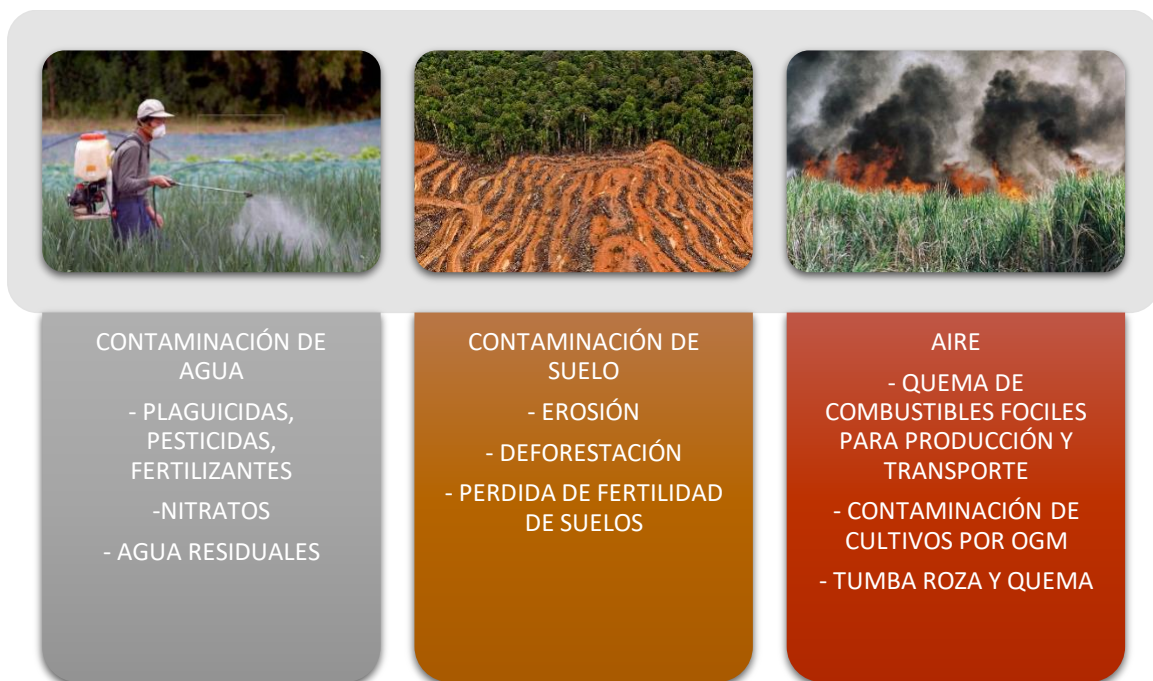 CONTAMINACIÓN DE
AGUA
- PLAGUICIDAS,
PESTICIDAS,
FERTILIZANTES
-NITRATOS
- AGUA RESIDUALES
CONTAMINACIÓN DE
SUELO
- EROSIÓN
- DEFORESTACIÓN
- PERDIDA DE FERTILIDAD
DE SUELOS
AIRE
- QUEMA DE
COMBUSTIBLES FOCILES
PARA PRODUCCIÓN Y
TRANSPORTE
- CONTAMINACIÓN DE
CULTIVOS POR OGM
- TUMBA ROZA Y QUEMA